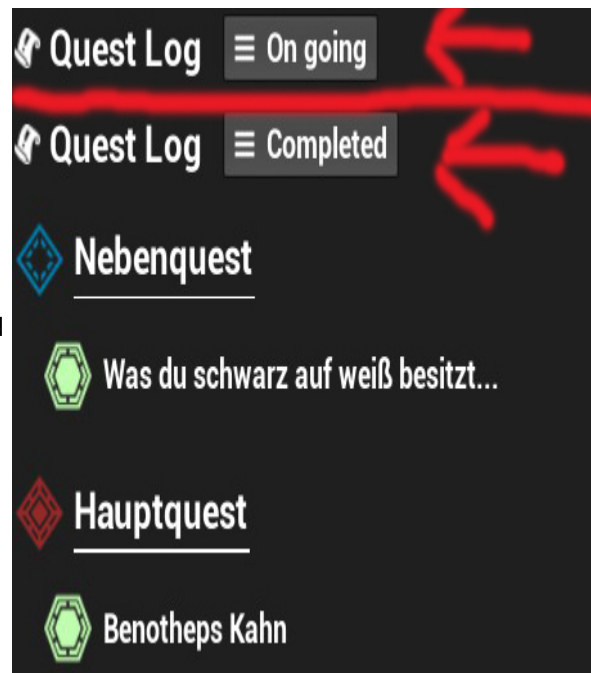 Quest Log ≡ On going
Quest Log ≡ Completed
Nebenquest
Was du schwarz auf weiß besitzt...
Hauptquest
Benotheps Kahn